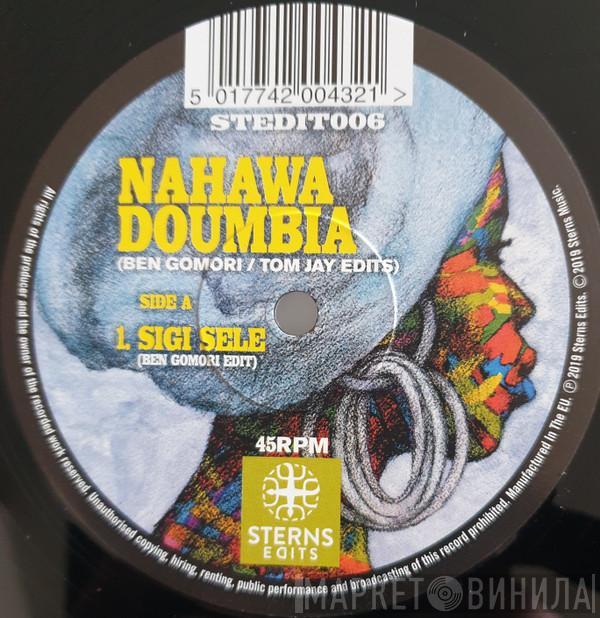 5 017742 004321 >
STEDIT006
NAHAWA
DOUMBIA
(BEN GOMORI / TOM JAY EDITS)
SIDE A
1. SIGI SELE
(BEN GOMORI EDIT)
45RPM
STERNS
EDITS
All rights of the producer and the owner of the recorded work reserved. Unauthorised copying, hiring, renting, public performance and broadcasting of this record prohibited. Manufactured In The EU. ℗ 2019 Sterns Edits. © 2019 Sterns Music.
МАРКЕТ ВИНИЛА